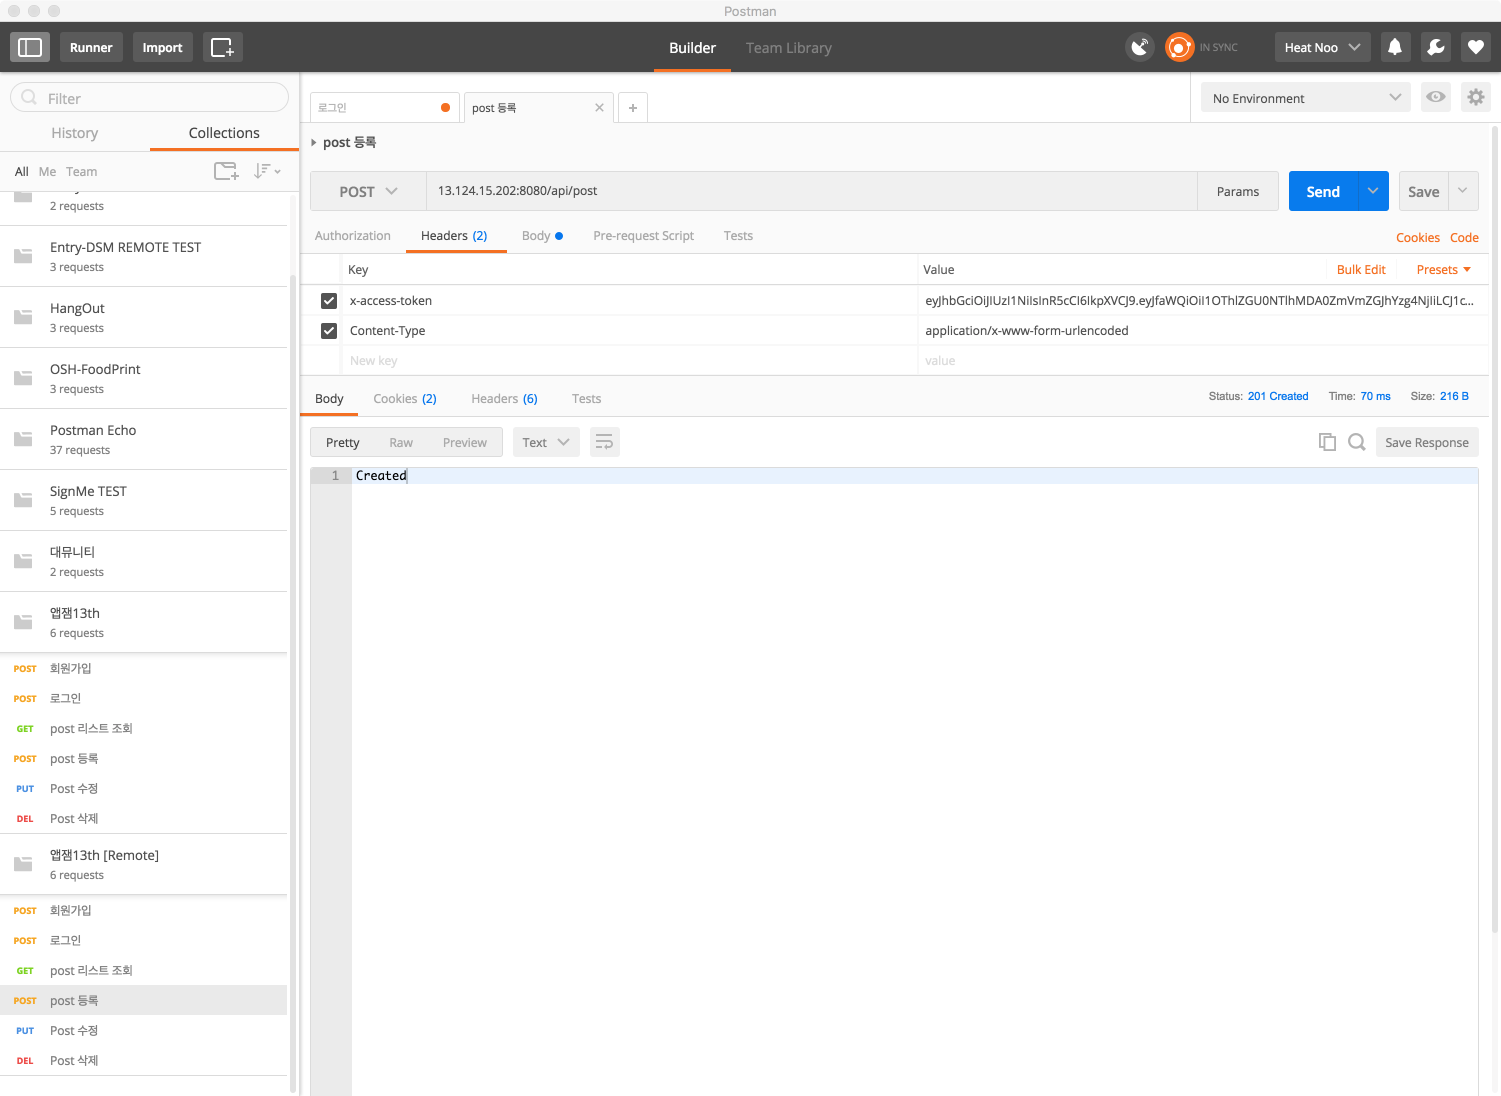 Postman
Runner
Import
Builder
Team Library
IN SYNC
Heat Noo
Filter
History
Collections
All Me Team
2 requests
Entry-DSM REMOTE TEST
3 requests
HangOut
3 requests
OSH-FoodPrint
3 requests
Postman Echo
37 requests
SignMe TEST
5 requests
대뮤니티
2 requests
앱잼13th
6 requests
POST 회원가입
POST 로그인
GET post 리스트 조회
POST post 등록
PUT Post 수정
DEL Post 삭제
앱잼13th [Remote]
6 requests
POST 회원가입
POST 로그인
GET post 리스트 조회
POST post 등록
PUT Post 수정
DEL Post 삭제
로그인
post 등록
No Environment
post 등록
POST
13.124.15.202:8080/api/post
Params
Send
Save
Authorization
Headers (2)
Body
Pre-request Script
Tests
Cookies
Code
Key
Value
Bulk Edit
Presets
x-access-token
Content-Type
application/x-www-form-urlencoded
New key
value
Body
Cookies (2)
Headers (6)
Tests
Status: 201 Created
Time: 70 ms
Size: 216 B
Pretty
Raw
Preview
Text
Save Response
1 Created